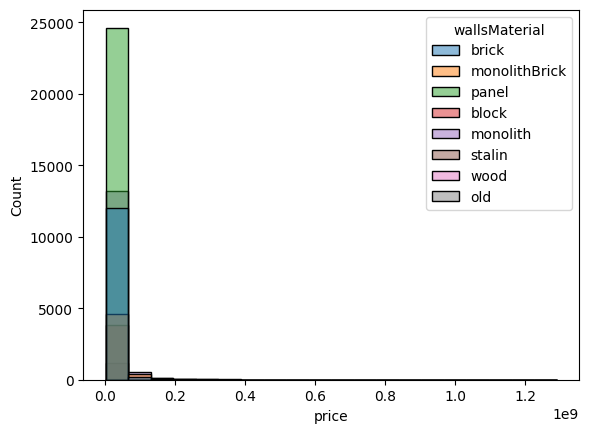 wallsMaterial
brick
monolithBrick
panel
block
monolith
stalin
wood
old
25000
20000
15000
10000
5000
0
Count
0.0 0.2 0.4 0.6 0.8 1.0 1.2
1e9
price